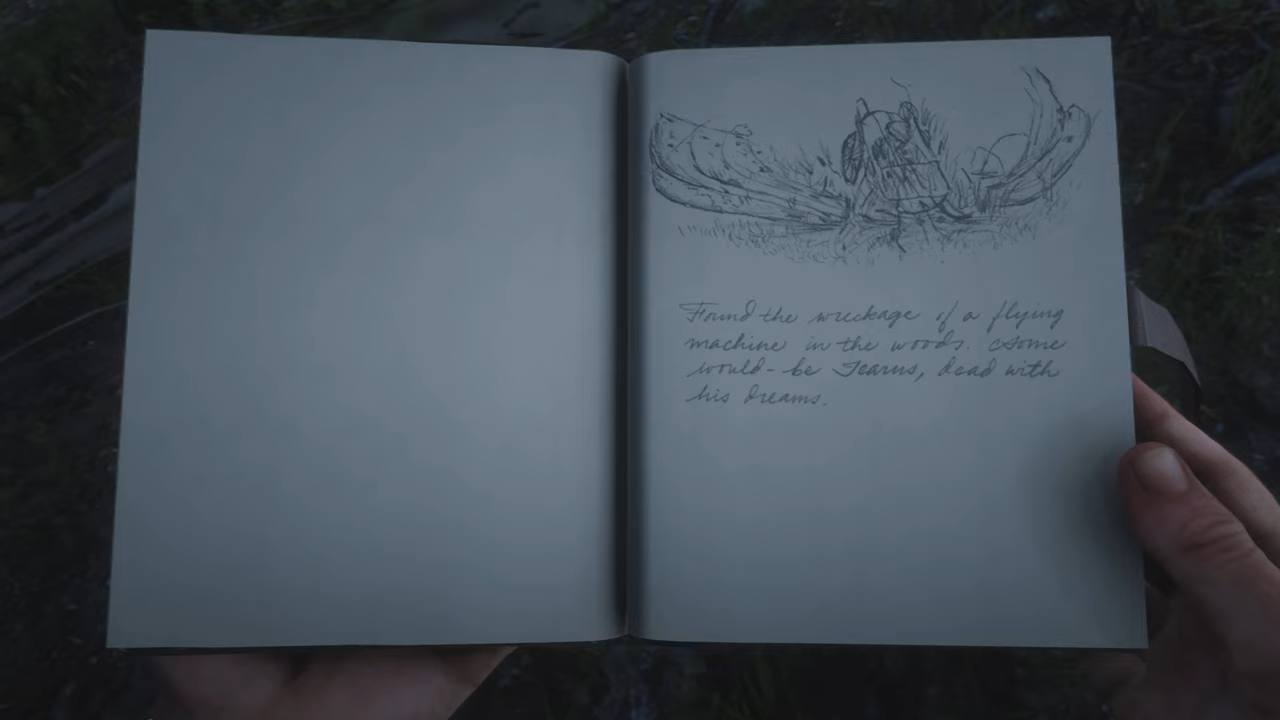 Found the wreckage of a flying
machine in the woods. Some
would-be Icarus, dead with
his dreams.